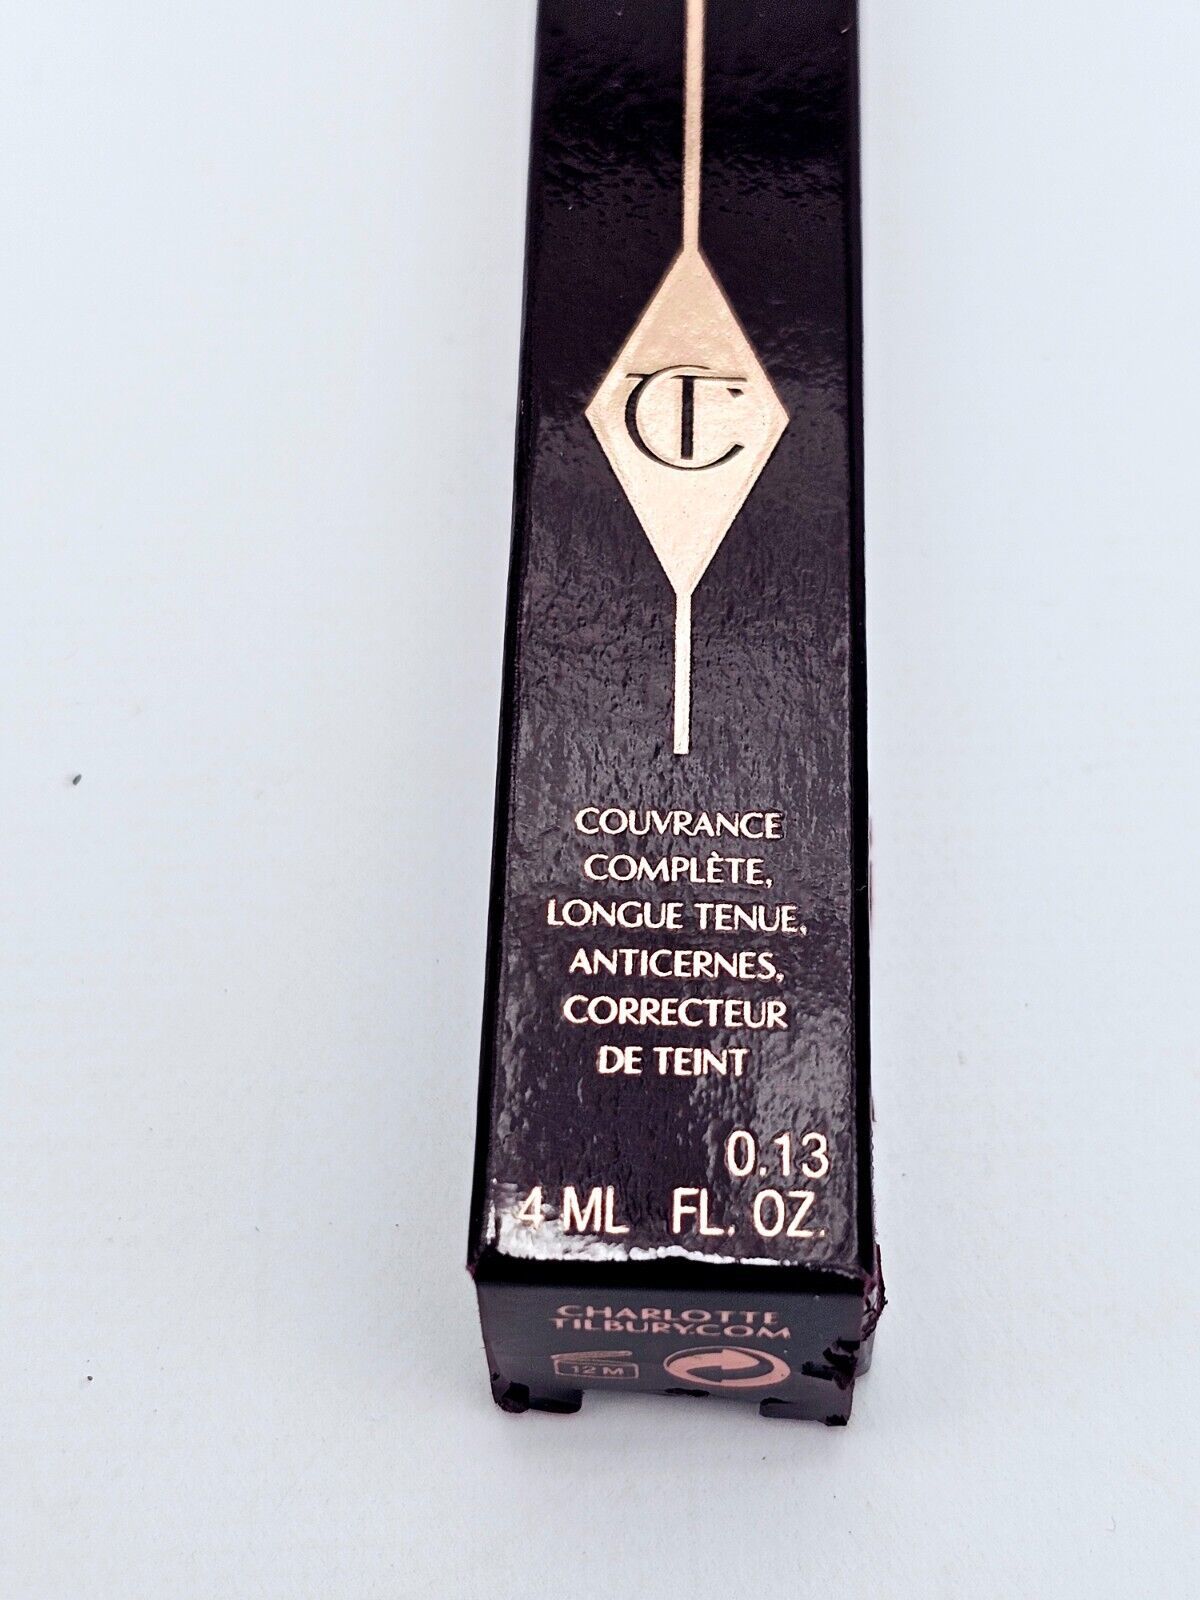 CT
COUVRANCE
COMPLÈTE,
LONGUE TENUE,
ANTICERNES,
CORRECTEUR
DE TEINT
0.13
4 ML FL. OZ.
CHARLOTTE
TILBURY.COM
12 M